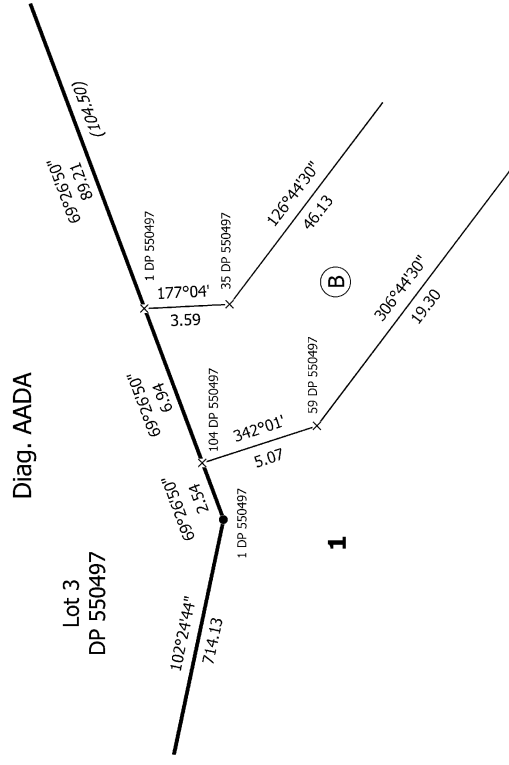 Diag. AADA
Lot 3
DP 550497
69°26'50"
89.21
(104.50)
1 DP 550497
177°04'
3.59
35 DP 550497
126°44'30"
46.13
B
69°26'50"
6.94
104 DP 550497
342°01'
5.07
59 DP 550497
306°44'30"
19.30
69°26'50"
2.54
1 DP 550497
1
102°24'44"
714.13